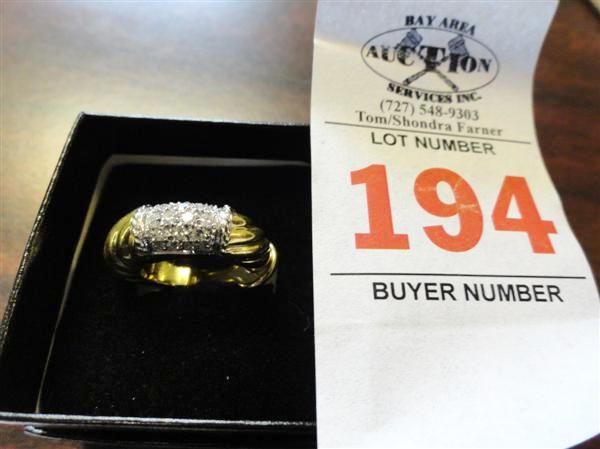 BAY AREA
AUCTION
SERVICES INC.
(727) 548-9303
Tom/Shondra Farner
LOT NUMBER
194
BUYER NUMBER